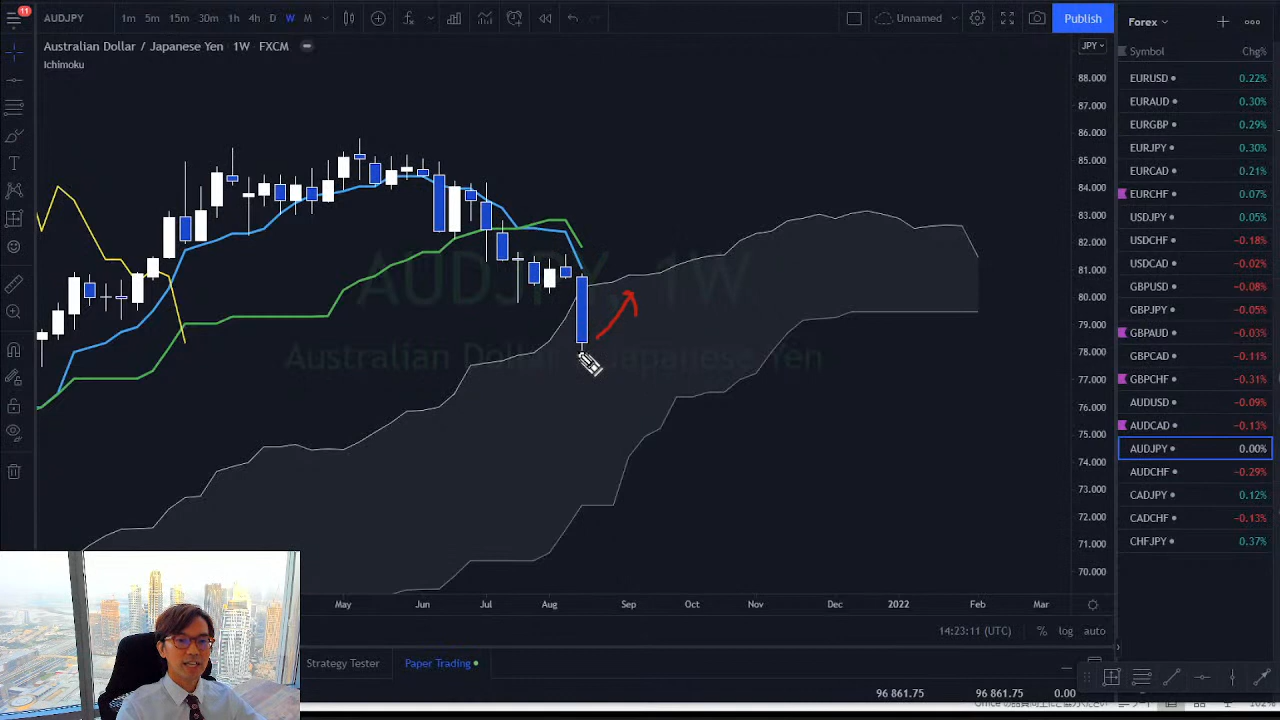 11
AUDJPY
1m 5m 15m 30m 1h 4h D W M
Unnamed
Publish
Forex
Australian Dollar / Japanese Yen · 1W · FXCM
Ichimoku
JPY
Symbol Chg%
EURUSD 0.22%
EURAUD 0.30%
EURGBP 0.29%
EURJPY 0.30%
EURCAD 0.21%
EURCHF 0.07%
USDJPY 0.05%
USDCHF −0.18%
USDCAD −0.02%
GBPUSD −0.08%
GBPJPY −0.05%
GBPAUD −0.03%
GBPCAD −0.11%
GBPCHF −0.31%
AUDUSD −0.09%
AUDCAD −0.13%
AUDJPY 0.00%
AUDCHF −0.29%
CADJPY 0.12%
CADCHF −0.13%
CHFJPY 0.37%
88.000
87.000
86.000
85.000
84.000
83.000
82.000
81.000
80.000
79.000
78.000
77.000
76.000
75.000
74.000
73.000
72.000
71.000
70.000
AUDJPY, 1W
Australian Dollar / Japanese Yen
May Jun Jul Aug Sep Oct Nov Dec 2022 Feb Mar
14:23:11 (UTC) % log auto
Strategy Tester Paper Trading
96 861.75 96 861.75 0.00
102%